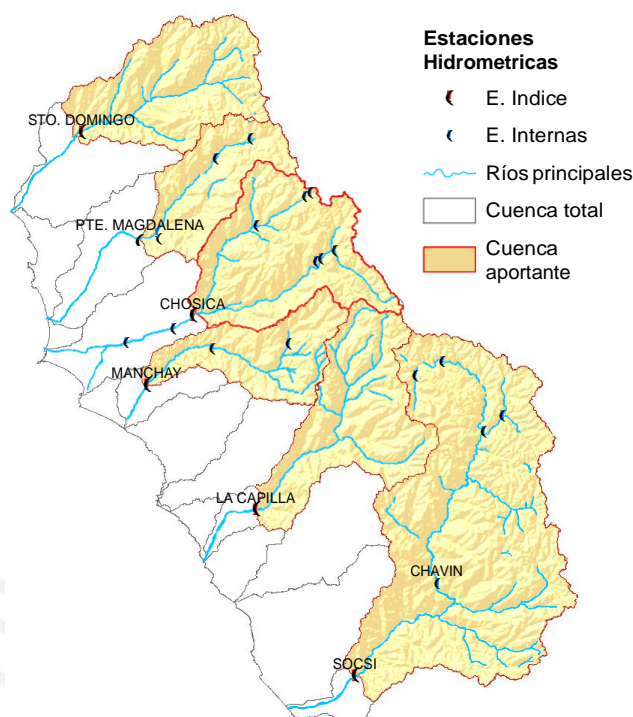 Estaciones
Hidrometricas
E. Indice
E. Internas
Ríos principales
Cuenca total
Cuenca
aportante
STO. DOMINGO
PTE. MAGDALENA
CHOSICA
MANCHAY
LA CAPILLA
CHAVIN
SOCSI